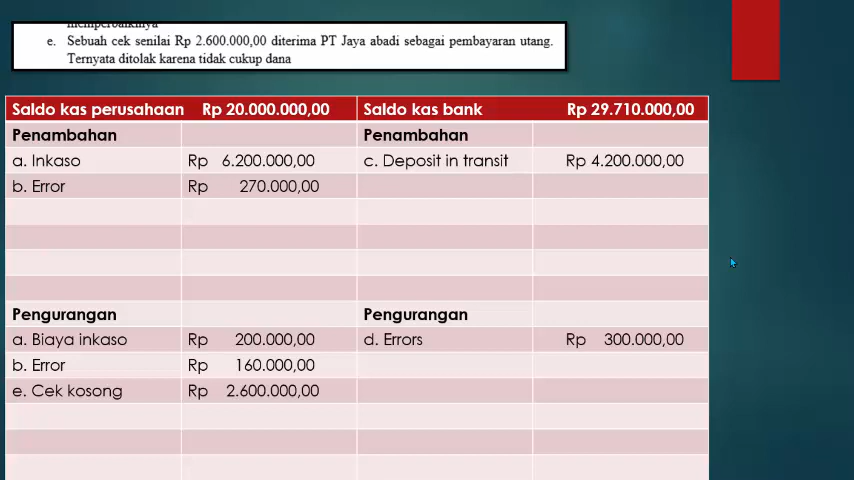 memperbaikinya
e. Sebuah cek senilai Rp 2.600.000,00 diterima PT Jaya abadi sebagai pembayaran utang.
Ternyata ditolak karena tidak cukup dana
Saldo kas perusahaan Rp 20.000.000,00 Saldo kas bank Rp 29.710.000,00
Penambahan Penambahan
a. Inkaso Rp 6.200.000,00 c. Deposit in transit Rp 4.200.000,00
b. Error Rp 270.000,00
Pengurangan Pengurangan
a. Biaya inkaso Rp 200.000,00 d. Errors Rp 300.000,00
b. Error Rp 160.000,00
e. Cek kosong Rp 2.600.000,00